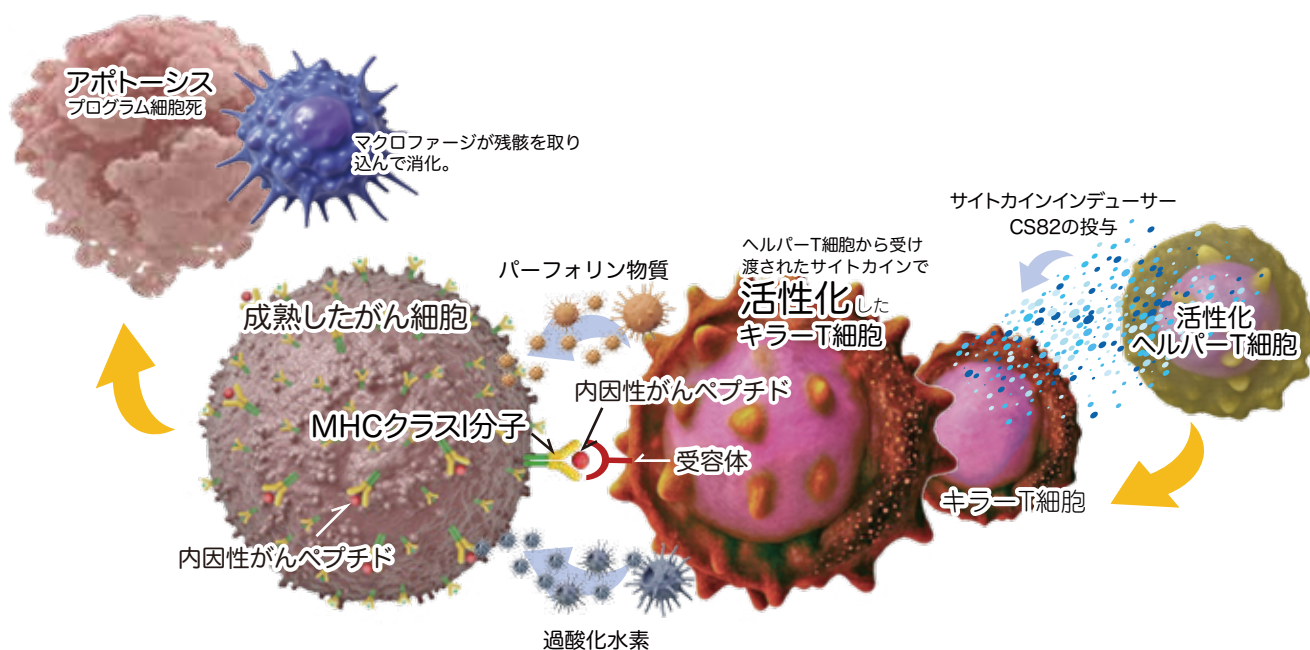 アポトーシス
プログラム細胞死
マクロファージが残骸を取り
込んで消化。
サイトカインインデューサー
CS82の投与
活性化
ヘルパーT細胞
ヘルパーT細胞から受け
渡されたサイトカインで
活性化した
キラーT細胞
キラーT細胞
パーフォリン物質
成熟したがん細胞
内因性がんペプチド
MHCクラスI分子
受容体
内因性がんペプチド
過酸化水素